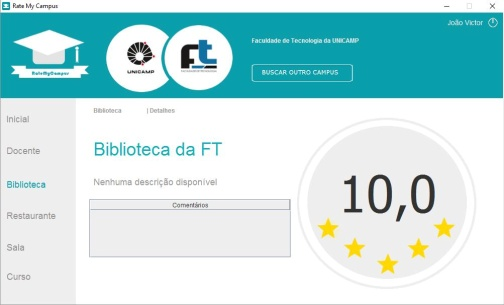 Rate My Campus
João Victor
Faculdade de Tecnologia da UNICAMP
RateMyCampus
UNICAMP
ft
BUSCAR OUTRO CAMPUS
Biblioteca | Detalhes
Inicial
Docente
Biblioteca
Restaurante
Sala
Curso
Biblioteca da FT
Nenhuma descrição disponível
Comentários
10,0